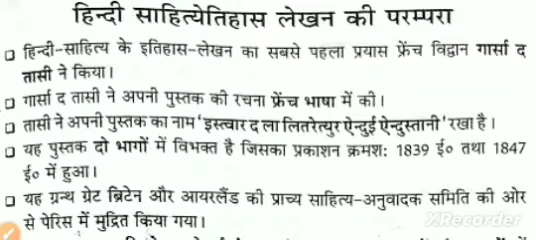 हिन्दी साहित्येतिहास लेखन की परम्परा
□ हिन्दी-साहित्य के इतिहास-लेखन का सबसे पहला प्रयास फ्रेंच विद्वान गार्सा द
तासी ने किया।
□ गार्सा द तासी ने अपनी पुस्तक की रचना फ्रेंच भाषा में की।
□ तासी ने अपनी पुस्तक का नाम 'इस्त्वार द ला लितरेत्युर ऐन्दुई ऐन्दुस्तानी' रखा है।
□ यह पुस्तक दो भागों में विभक्त है जिसका प्रकाशन क्रमश: 1839 ई० तथा 1847
ई० में हुआ।
□ यह ग्रन्थ ग्रेट ब्रिटेन और आयरलैंड की प्राच्य साहित्य-अनुवादक समिति की ओर
से पेरिस में मुद्रित किया गया।
XRecorder